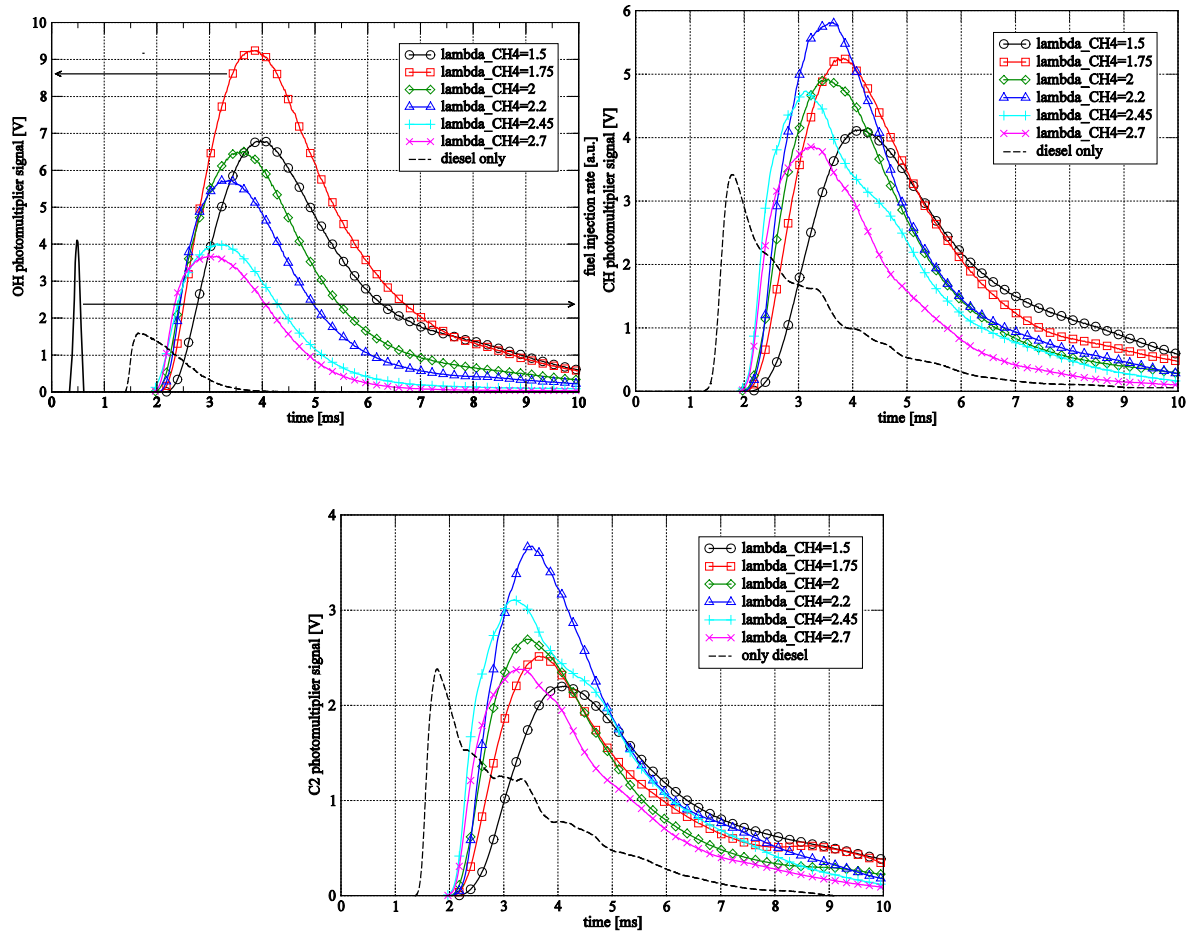 OH photomultiplier signal [V]
10
9
8
7
6
5
4
3
2
1
0
0 1 2 3 4 5 6 7 8 9 10
time [ms]
lambda_CH4=1.5
lambda_CH4=1.75
lambda_CH4=2
lambda_CH4=2.2
lambda_CH4=2.45
lambda_CH4=2.7
diesel only
fuel injection rate [a.u.]
CH photomultiplier signal [V]
6
5
4
3
2
1
0
0 1 2 3 4 5 6 7 8 9 10
time [ms]
lambda_CH4=1.5
lambda_CH4=1.75
lambda_CH4=2
lambda_CH4=2.2
lambda_CH4=2.45
lambda_CH4=2.7
diesel only
C2 photomultiplier signal [V]
4
3
2
1
0
0 1 2 3 4 5 6 7 8 9 10
time [ms]
lambda_CH4=1.5
lambda_CH4=1.75
lambda_CH4=2
lambda_CH4=2.2
lambda_CH4=2.45
lambda_CH4=2.7
only diesel